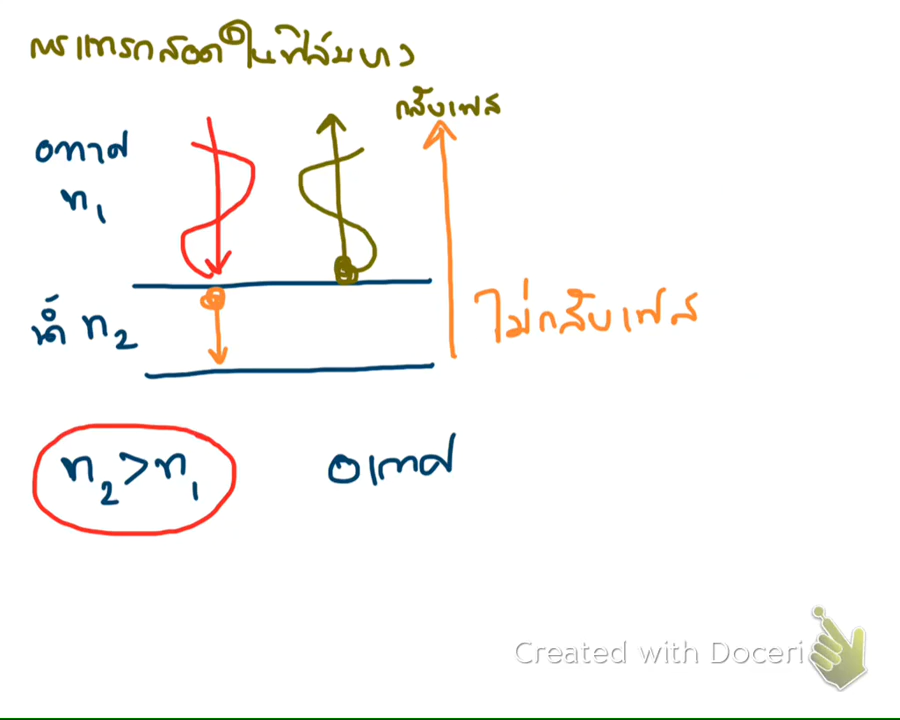 การแทรกสอดในฟิล์มบาง
กลับเฟส
อากาศ
n₁
น้ำ n₂
ไม่กลับเฟส
n₂ > n₁
อากาศ
Created with Doceri